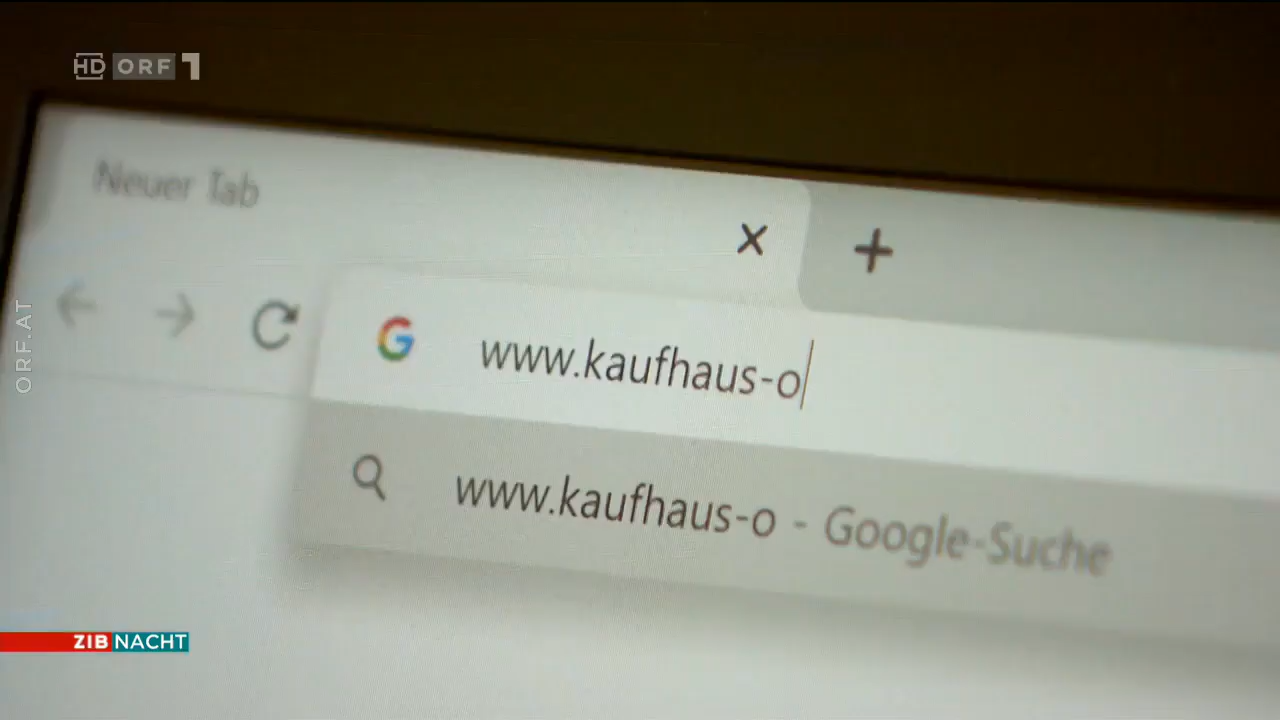 HD ORF 1
Neuer Tab
www.kaufhaus-o
www.kaufhaus-o - Google-Suche
ORF.AT
ZIB NACHT